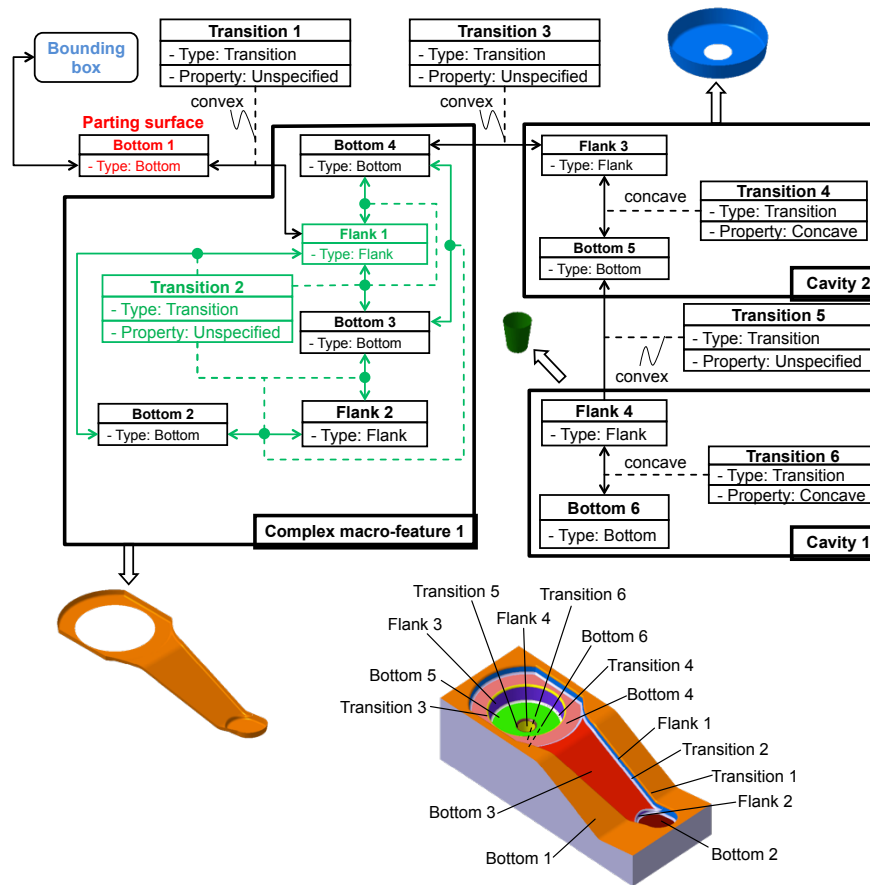 Transition 1
- Type: Transition
- Property: Unspecified
Transition 3
- Type: Transition
- Property: Unspecified
Bounding
box
convex
convex
Parting surface
Bottom 1
- Type: Bottom
Bottom 4
- Type: Bottom
Flank 3
- Type: Flank
concave
Transition 4
- Type: Transition
- Property: Concave
Flank 1
- Type: Flank
Bottom 5
- Type: Bottom
Cavity 2
Transition 2
- Type: Transition
- Property: Unspecified
Bottom 3
- Type: Bottom
Transition 5
- Type: Transition
- Property: Unspecified
convex
Bottom 2
- Type: Bottom
Flank 2
- Type: Flank
Flank 4
- Type: Flank
concave
Transition 6
- Type: Transition
- Property: Concave
Bottom 6
- Type: Bottom
Complex macro-feature 1
Cavity 1
Transition 5
Transition 6
Flank 3
Flank 4
Bottom 6
Bottom 5
Transition 4
Transition 3
Bottom 4
Flank 1
Transition 2
Transition 1
Flank 2
Bottom 3
Bottom 1
Bottom 2